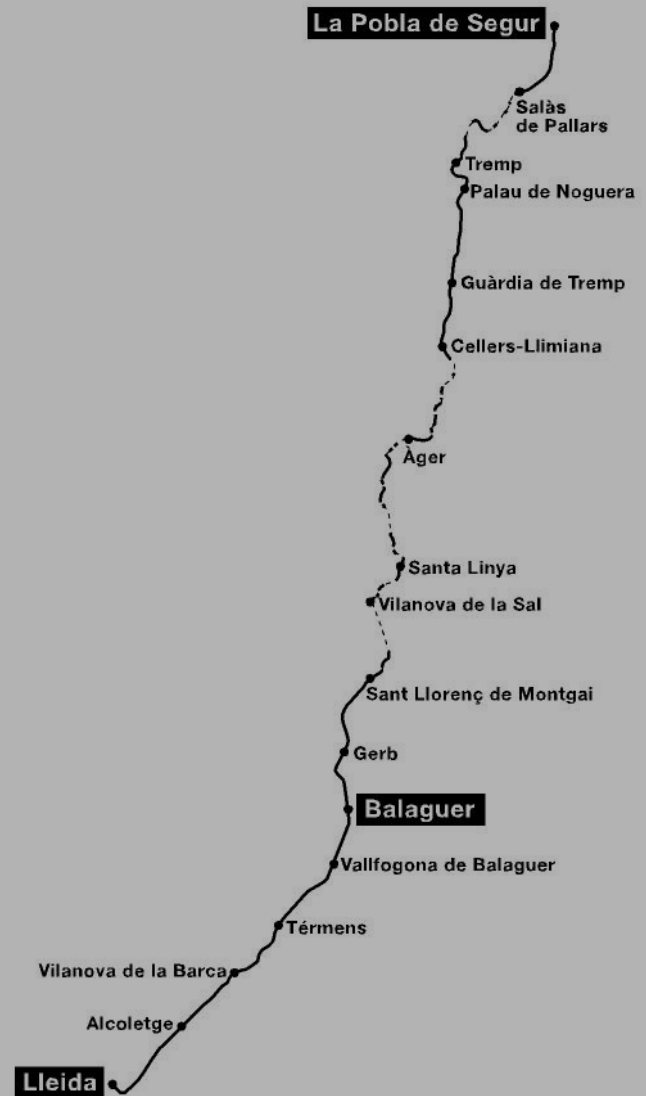 La Pobla de Segur
Salàs
de Pallars
Tremp
Palau de Noguera
Guàrdia de Tremp
Cellers-Llimiana
Àger
Santa Linya
Vilanova de la Sal
Sant Llorenç de Montgai
Gerb
Balaguer
Vallfogona de Balaguer
Térmens
Vilanova de la Barca
Alcoletge
Lleida